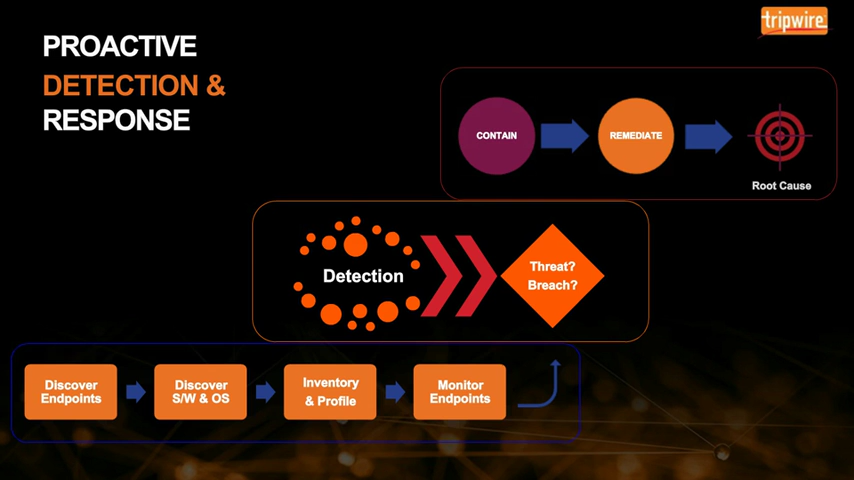 tripwire
PROACTIVE
DETECTION &
RESPONSE
CONTAIN
REMEDIATE
Root Cause
Detection
Threat?
Breach?
Discover
Endpoints
Discover
S/W & OS
Inventory
& Profile
Monitor
Endpoints